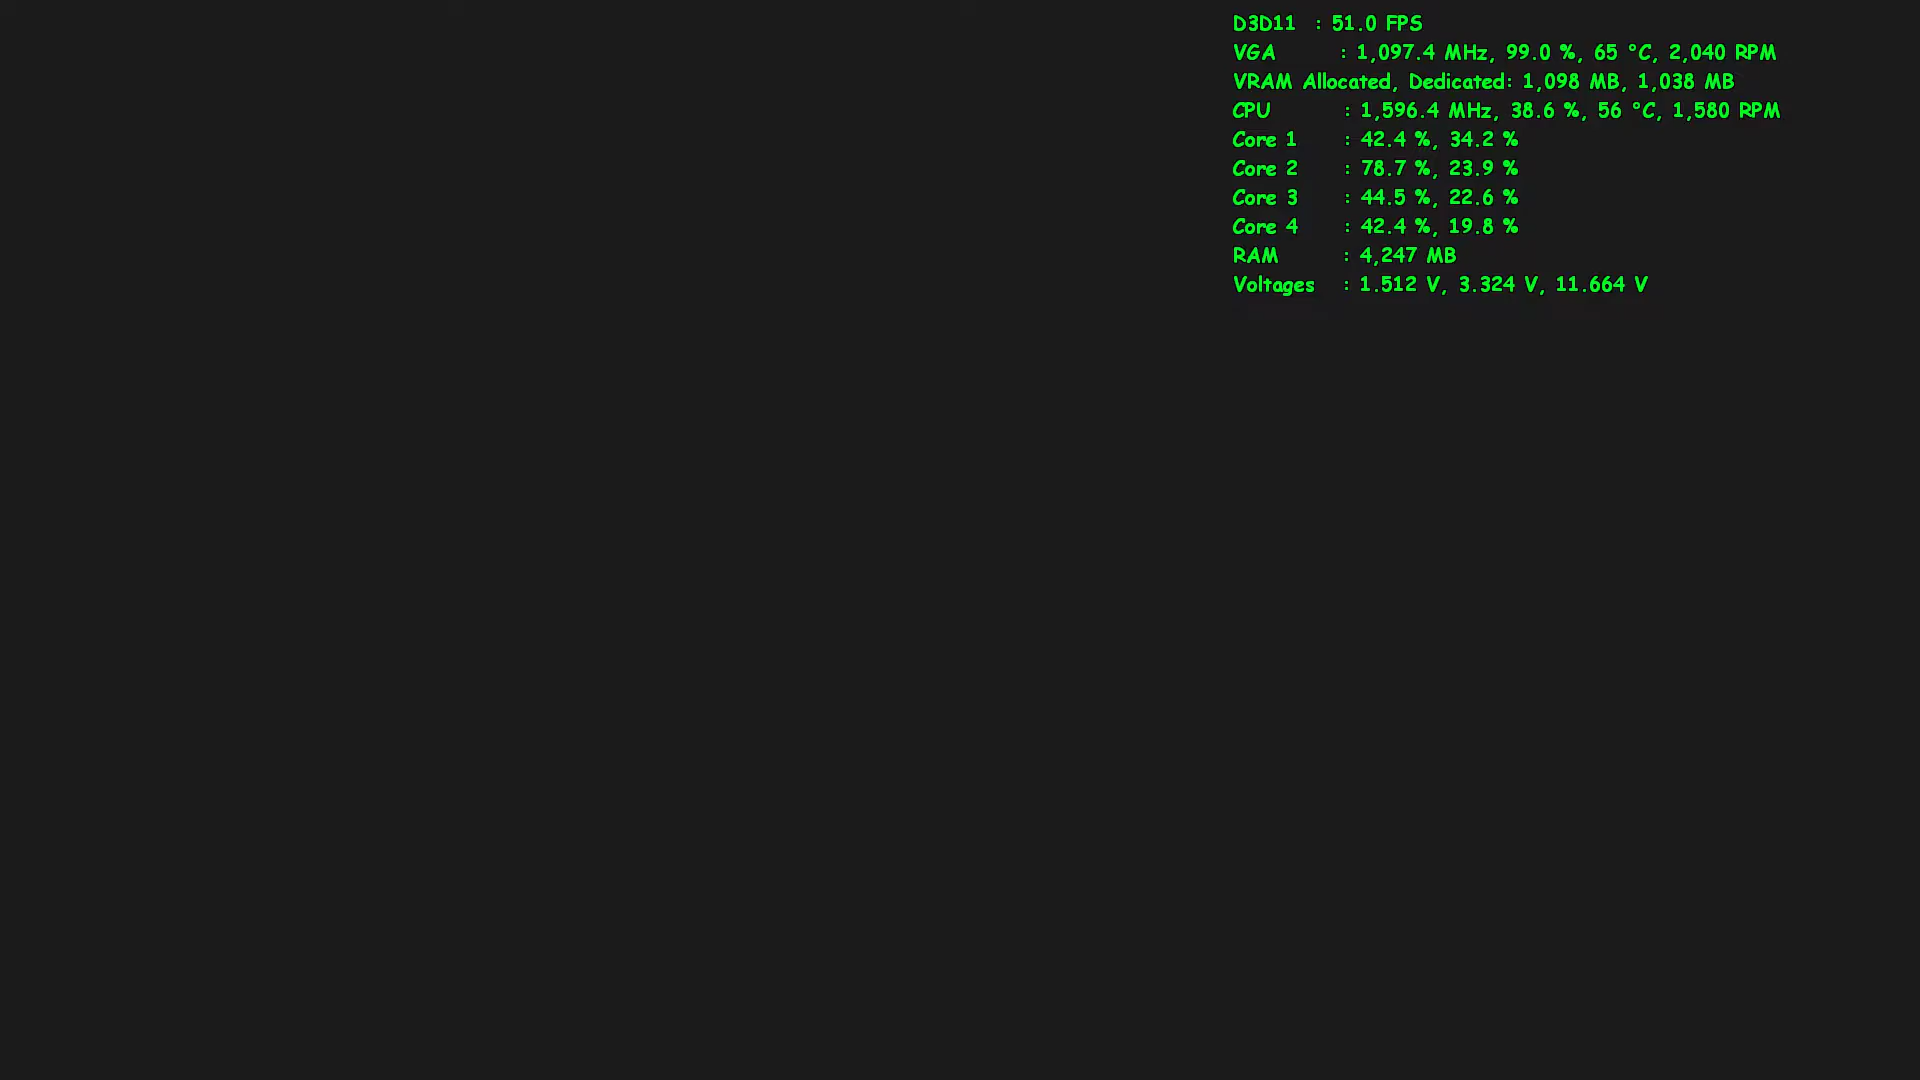 D3D11 : 51.0 FPS
VGA : 1,097.4 MHz, 99.0 %, 65 °C, 2,040 RPM
VRAM Allocated, Dedicated: 1,098 MB, 1,038 MB
CPU : 1,596.4 MHz, 38.6 %, 56 °C, 1,580 RPM
Core 1 : 42.4 %, 34.2 %
Core 2 : 78.7 %, 23.9 %
Core 3 : 44.5 %, 22.6 %
Core 4 : 42.4 %, 19.8 %
RAM : 4,247 MB
Voltages : 1.512 V, 3.324 V, 11.664 V